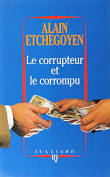 ALAIN
ETCHEGOYEN
Le corrupteur
et le corrompu
JULLIARD